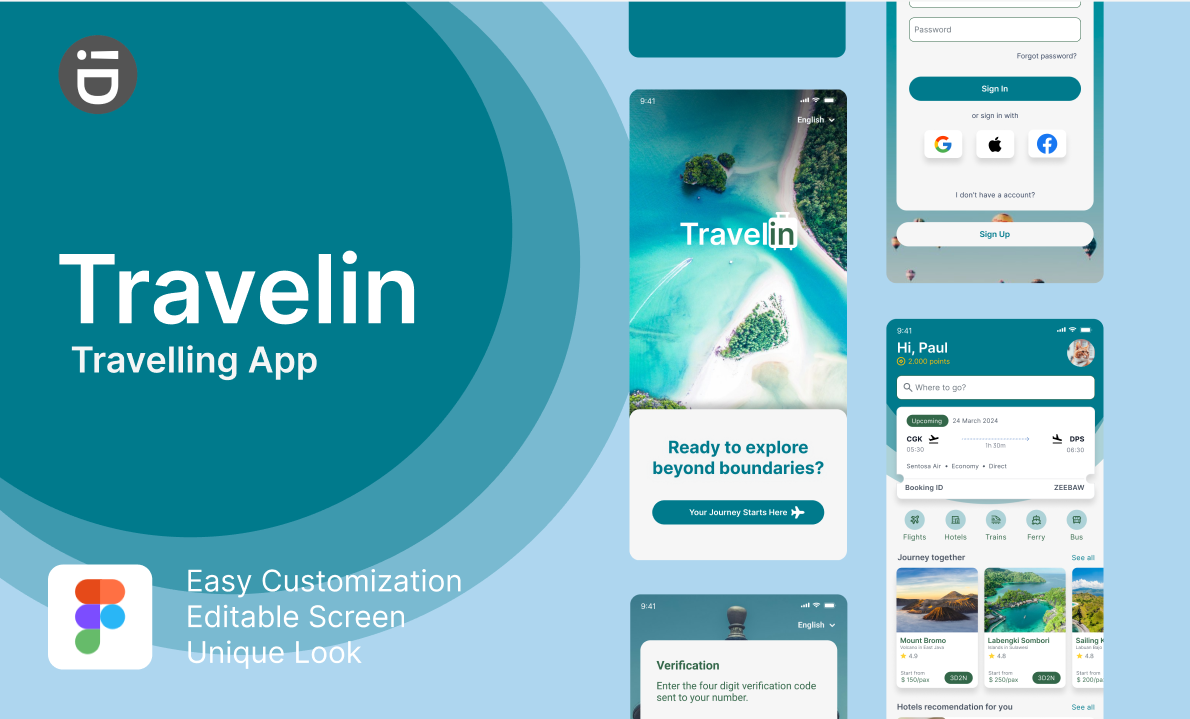 iD
Travelin
Travelling App
Easy Customization
Editable Screen
Unique Look
9:41
English
Travelin
Ready to explore
beyond boundaries?
Your Journey Starts Here
9:41
English
Verification
Enter the four digit verification code
sent to your number.
Password
Forgot password?
Sign In
or sign in with
G
I don't have a account?
Sign Up
9:41
Hi, Paul
2.000 points
Where to go?
Upcoming 24 March 2024
CGK DPS
05:30 1h 30m 06:30
Sentosa Air • Economy • Direct
Booking ID ZEEBAW
Flights Hotels Trains Ferry Bus
Journey together See all
Mount Bromo Labengki Sombori Sailing K
Volcano in East Java Islands in Sulawesi Labuan Bajo
4.9 4.8 4.8
Start from Start from Start from
$ 150/pax 3D2N $ 250/pax 3D2N $ 200/pa
Hotels recomendation for you See all